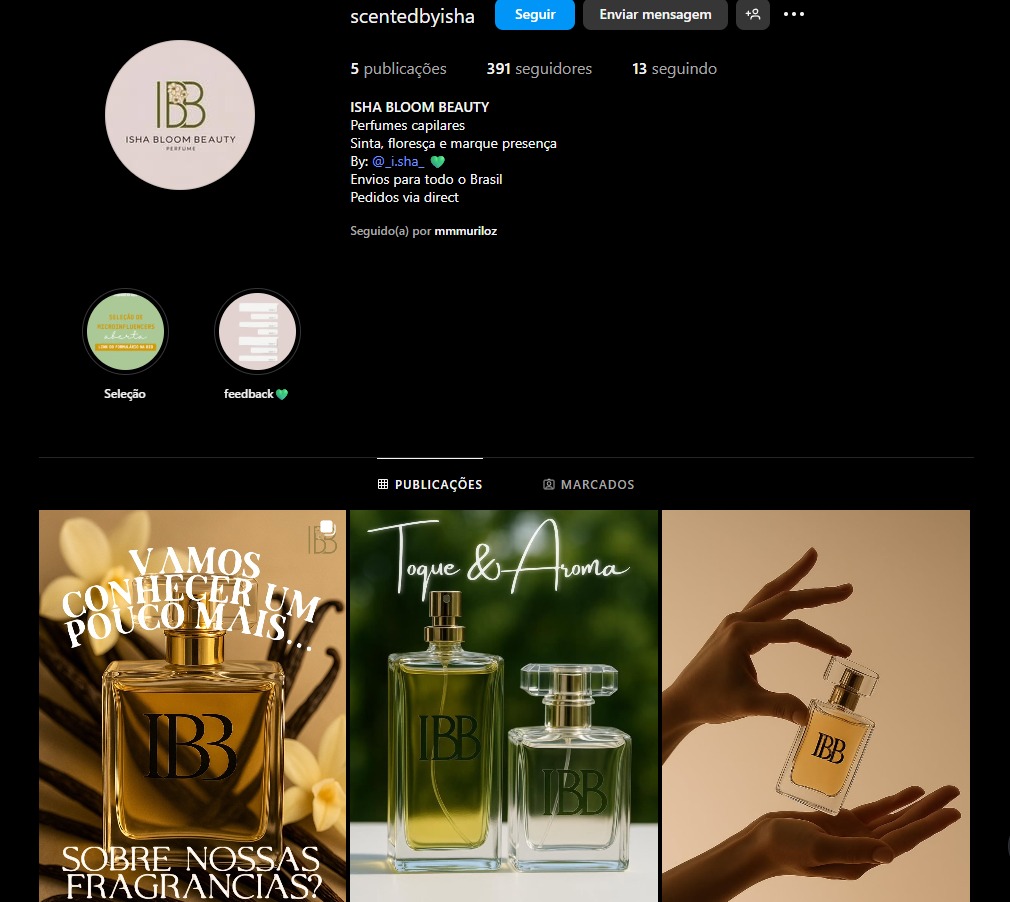 scentedbyisha
Seguir
Enviar mensagem
5 publicações
391 seguidores
13 seguindo
ISHA BLOOM BEAUTY
Perfumes capilares
Sinta, floresça e marque presença
By: @_i.sha_ 💚
Envios para todo o Brasil
Pedidos via direct
Seguido(a) por mmmuriloz
IBB
ISHA BLOOM BEAUTY
PERFUME
SELEÇÃO DE
MICROINFLUENCERS
aberta
LINK DO FORMULÁRIO NA BIO
Seleção
feedback💚
PUBLICAÇÕES
MARCADOS
IBB
VAMOS
CONHECER UM
POUCO MAIS...
IBB
SOBRE NOSSAS
FRAGRANCIAS?
Toque & Aroma
IBB
IBB
IBB